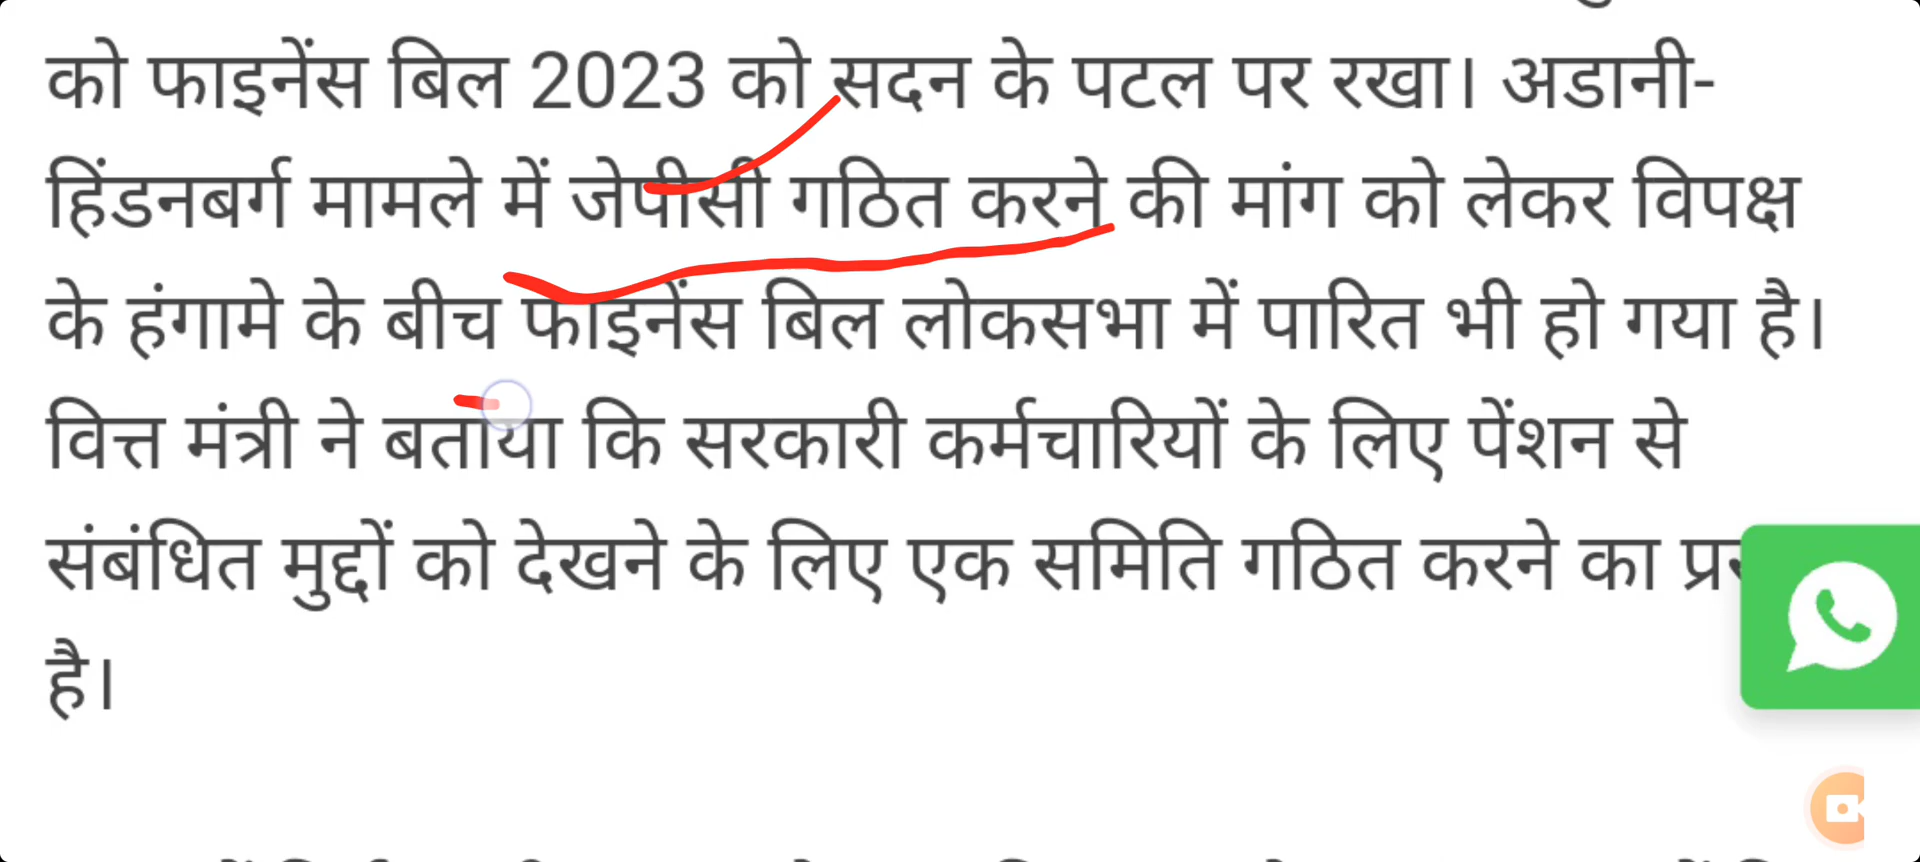 को फाइनेंस बिल 2023 को सदन के पटल पर रखा। अडानी-
हिंडनबर्ग मामले में जेपीसी गठित करने की मांग को लेकर विपक्ष
के हंगामे के बीच फाइनेंस बिल लोकसभा में पारित भी हो गया है।
वित्त मंत्री ने बताया कि सरकारी कर्मचारियों के लिए पेंशन से
संबंधित मुद्दों को देखने के लिए एक समिति गठित करने का
है।